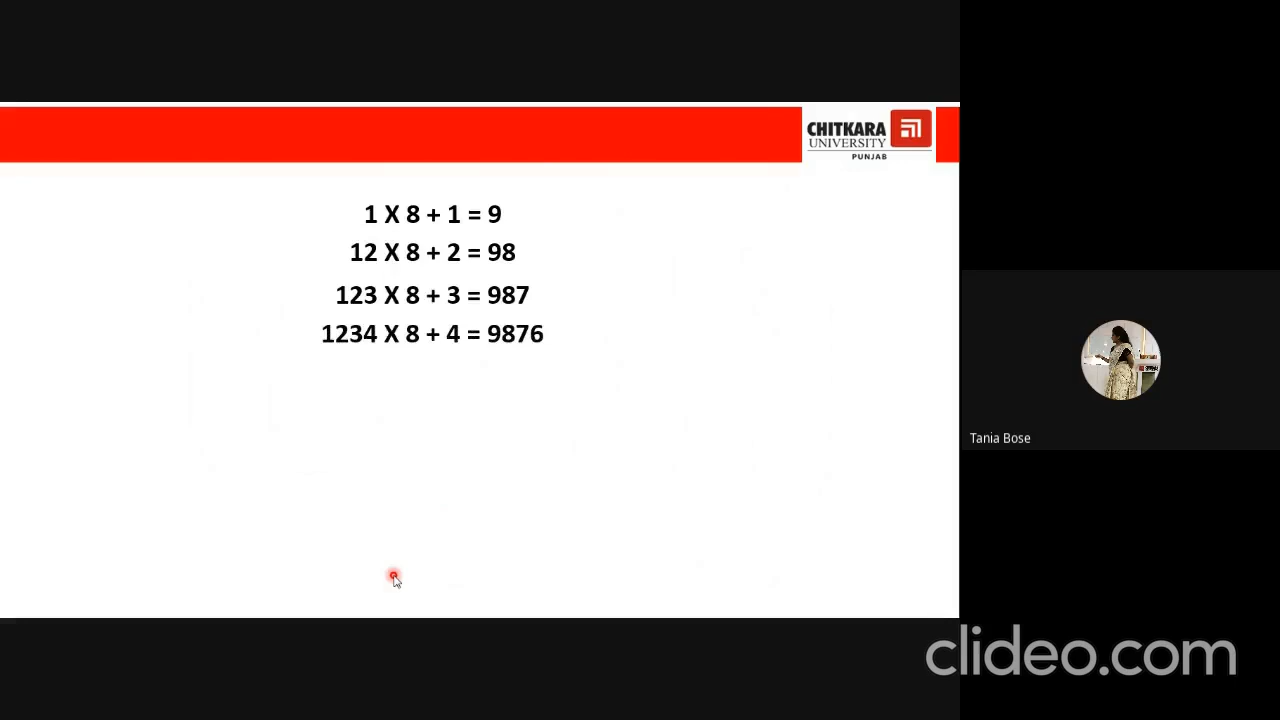 CHITKARA
UNIVERSITY
PUNJAB
1 X 8 + 1 = 9
12 X 8 + 2 = 98
123 X 8 + 3 = 987
1234 X 8 + 4 = 9876
Tania Bose
clideo.com